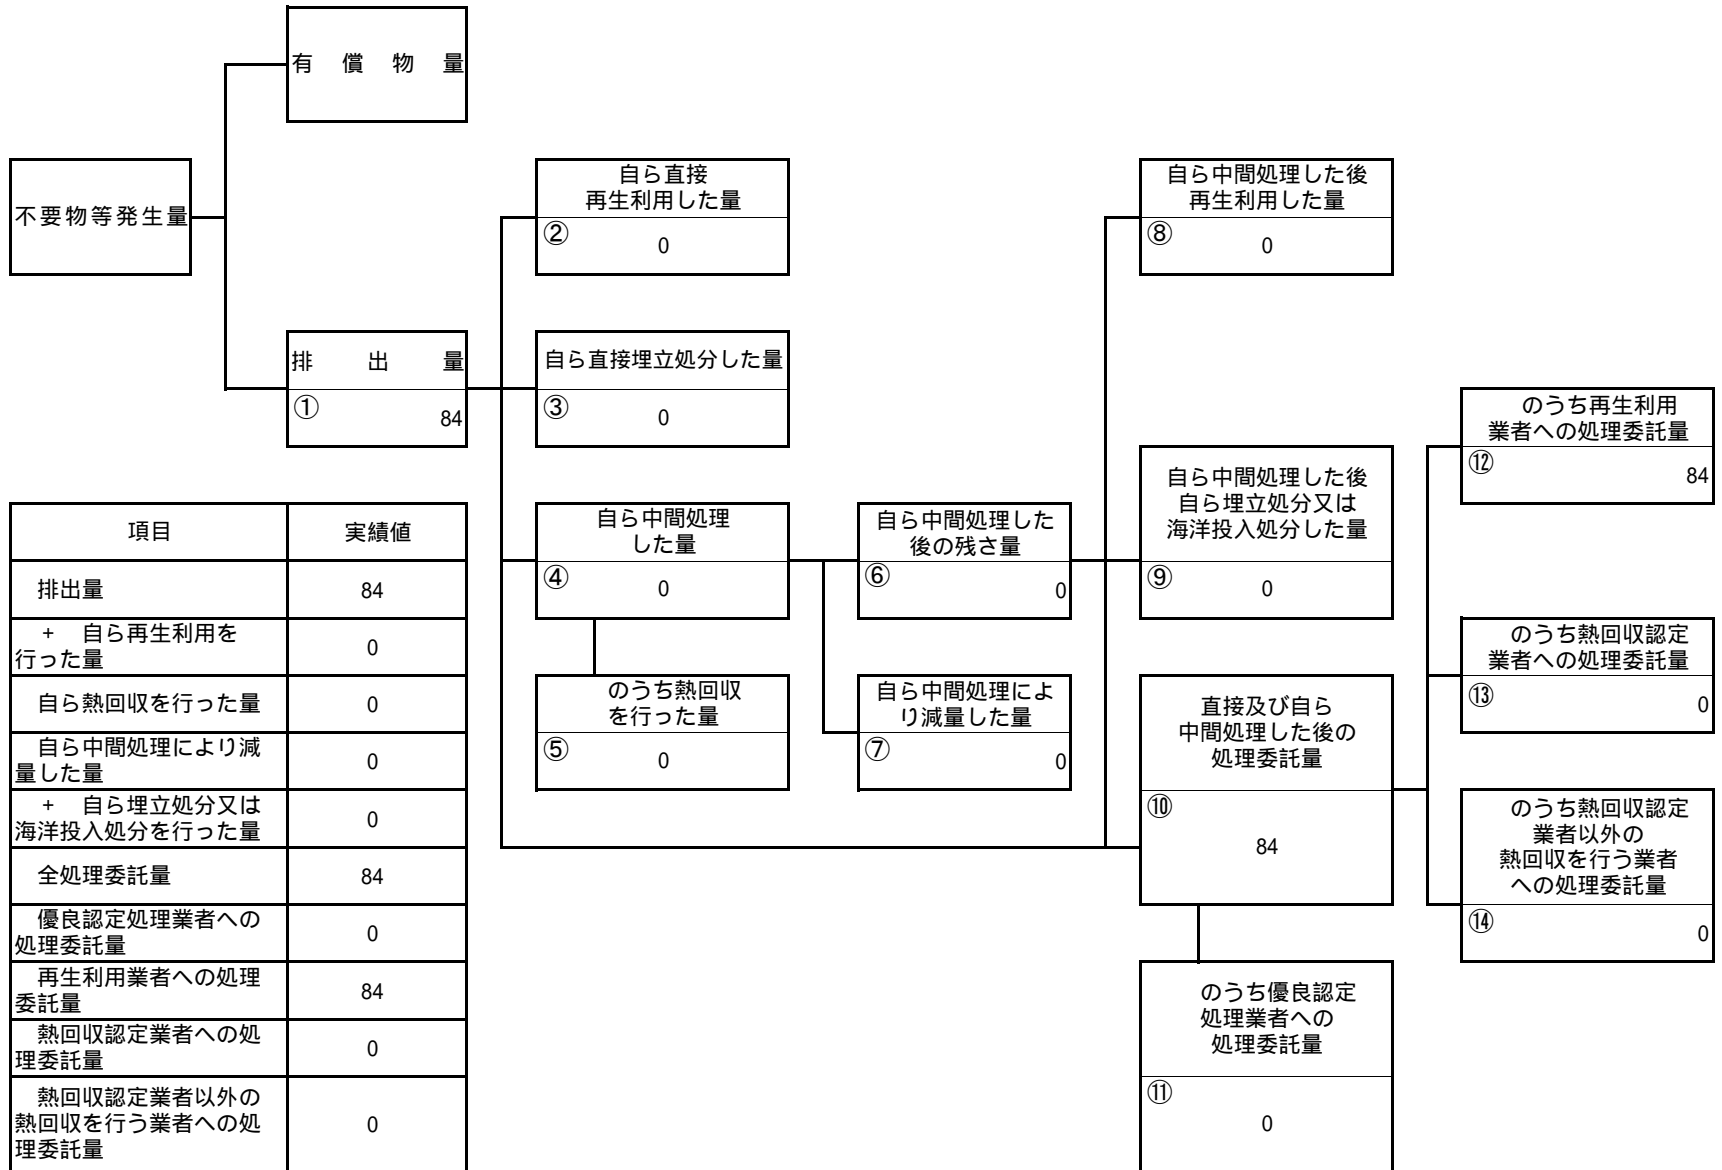 有 償 物 量
不要物等発生量
自ら直接
再生利用した量
② 0
自ら中間処理した後
再生利用した量
⑧ 0
排 出 量
① 84
自ら直接埋立処分した量
③ 0
自ら中間処理
した量
④ 0
自ら中間処理した
後の残さ量
⑥ 0
自ら中間処理した後
自ら埋立処分又は
海洋投入処分した量
⑨ 0
のうち再生利用
業者への処理委託量
⑫ 84
のうち熱回収
を行った量
⑤ 0
自ら中間処理によ
り減量した量
⑦ 0
直接及び自ら
中間処理した後の
処理委託量
⑩
84
のうち熱回収認定
業者への処理委託量
⑬ 0
のうち熱回収認定
業者以外の
熱回収を行う業者
への処理委託量
⑭ 0
のうち優良認定
処理業者への
処理委託量
⑪
0
項目 実績値
排出量 84
+ 自ら再生利用を
行った量 0
自ら熱回収を行った量 0
自ら中間処理により減
量した量 0
+ 自ら埋立処分又は
海洋投入処分を行った量 0
全処理委託量 84
優良認定処理業者への
処理委託量 0
再生利用業者への処理
委託量 84
熱回収認定業者への処
理委託量 0
熱回収認定業者以外の
熱回収を行う業者への処
理委託量 0